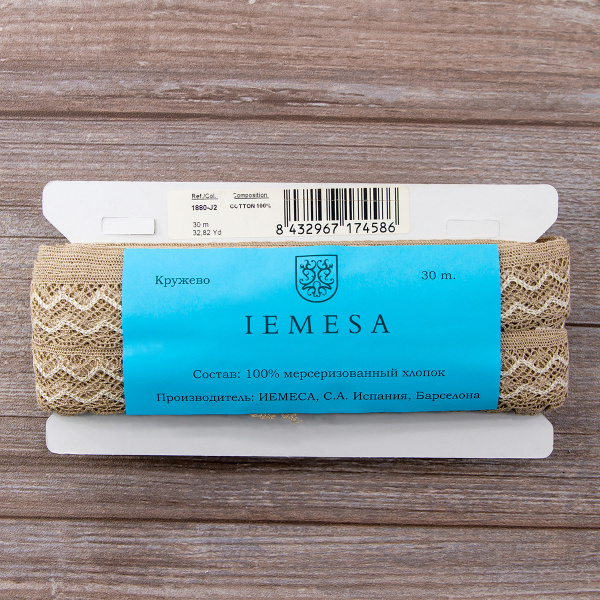 Ref./Col. Composition
1880-J2 COTTON 100%
30 m
32.82 Yd
8 432967 174586
Кружево 30 m.
IEMESA
Состав: 100% мерсеризованный хлопок
Производитель: ИЕМЕСА, С.А. Испания, Барселона